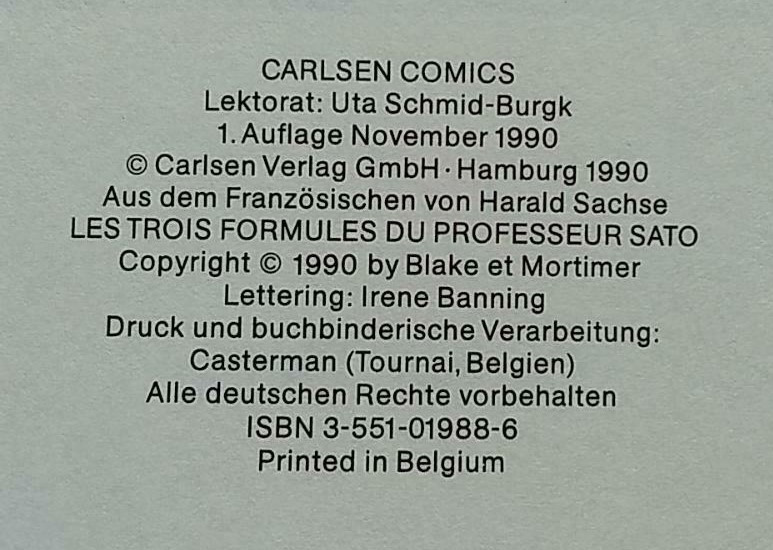 CARLSEN COMICS
Lektorat: Uta Schmid-Burgk
1. Auflage November 1990
© Carlsen Verlag GmbH · Hamburg 1990
Aus dem Französischen von Harald Sachse
LES TROIS FORMULES DU PROFESSEUR SATO
Copyright © 1990 by Blake et Mortimer
Lettering: Irene Banning
Druck und buchbinderische Verarbeitung:
Casterman (Tournai, Belgien)
Alle deutschen Rechte vorbehalten
ISBN 3-551-01988-6
Printed in Belgium